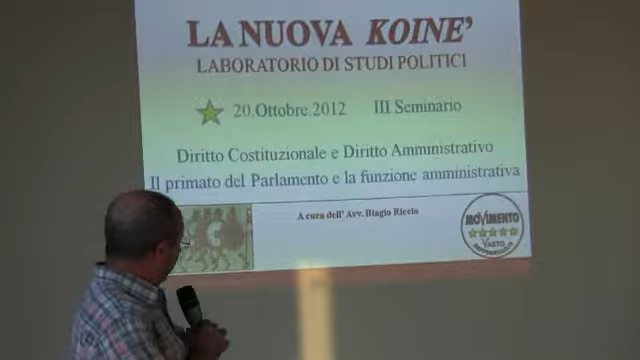 LA NUOVA KOINE'
LABORATORIO DI STUDI POLITICI
20.Ottobre.2012 III Seminario
Diritto Costituzionale e Diritto Amministrativo
Il primato del Parlamento e la funzione amministrativa
A cura dell' Avv. Biagio Riccio
MOVIMENTO
VASTO